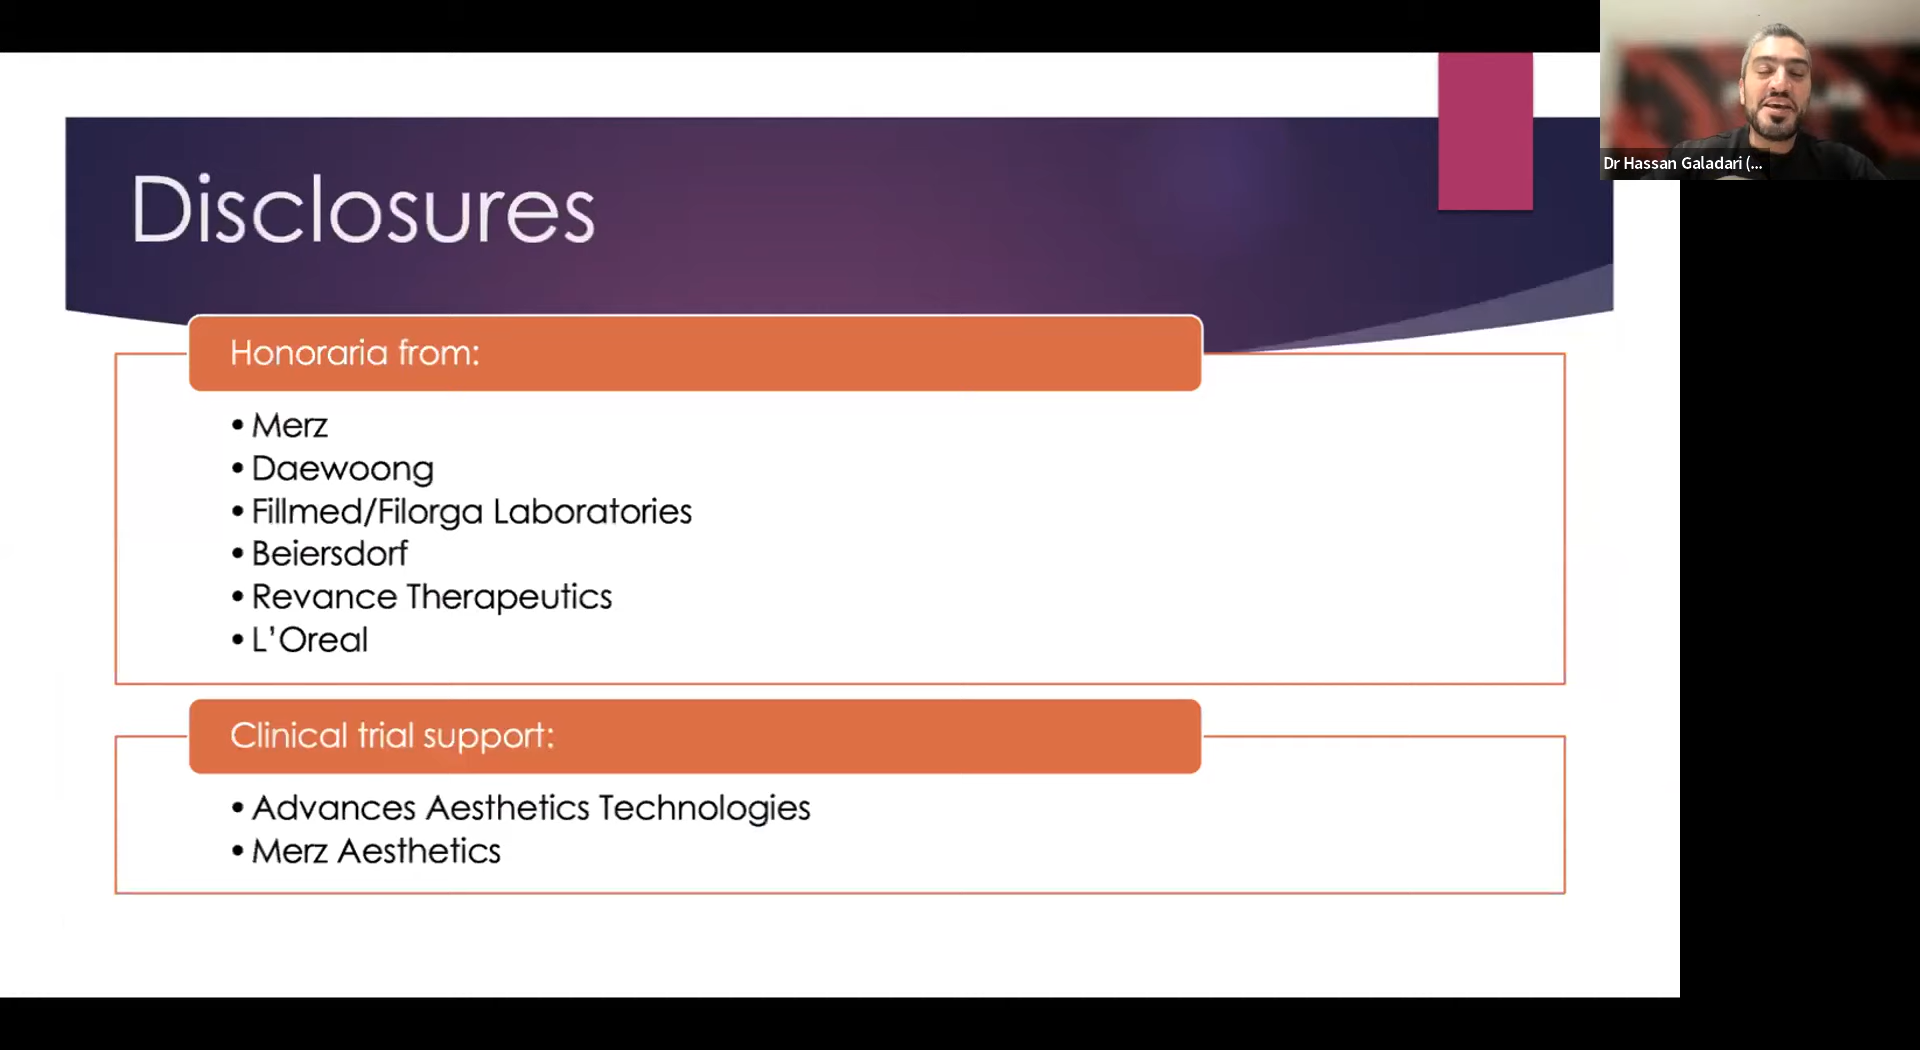 Disclosures
Honoraria from:
• Merz
• Daewoong
• Fillmed/Filorga Laboratories
• Beiersdorf
• Revance Therapeutics
• L’Oreal
Clinical trial support:
• Advances Aesthetics Technologies
• Merz Aesthetics
Dr Hassan Galadari (...